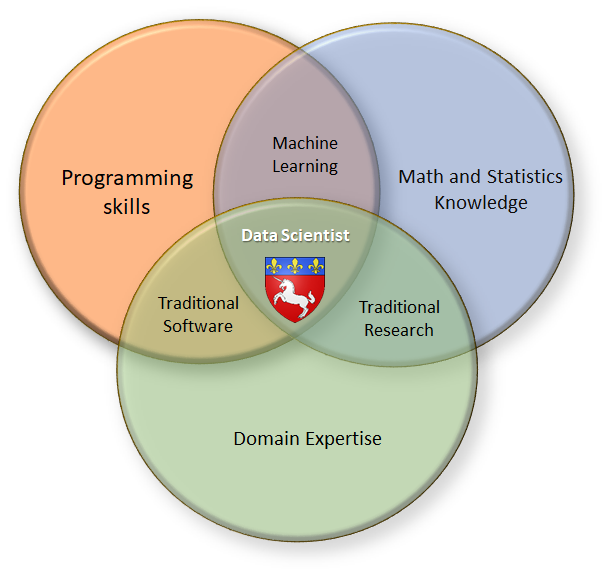 Machine
Learning
Programming
skills
Math and Statistics
Knowledge
Data Scientist
Traditional
Software
Traditional
Research
Domain Expertise